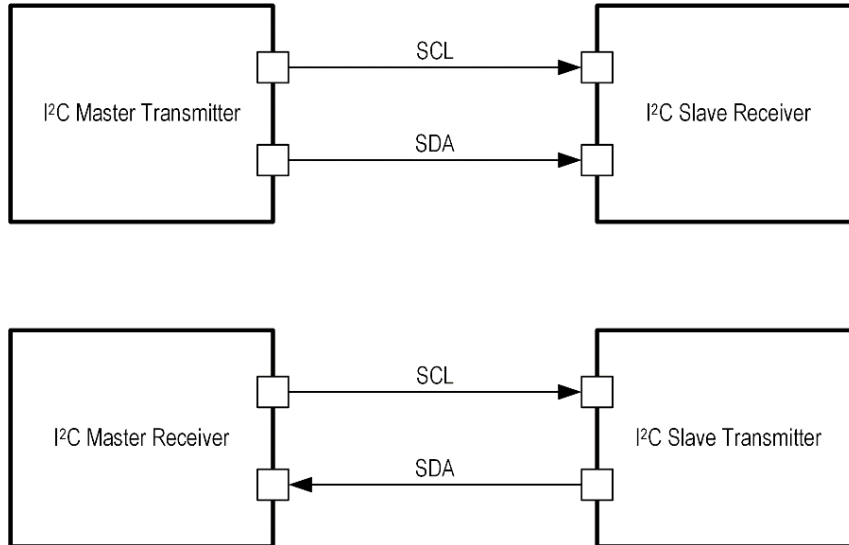 SCL
I²C Master Transmitter
I²C Slave Receiver
SDA
SCL
I²C Master Receiver
I²C Slave Transmitter
SDA